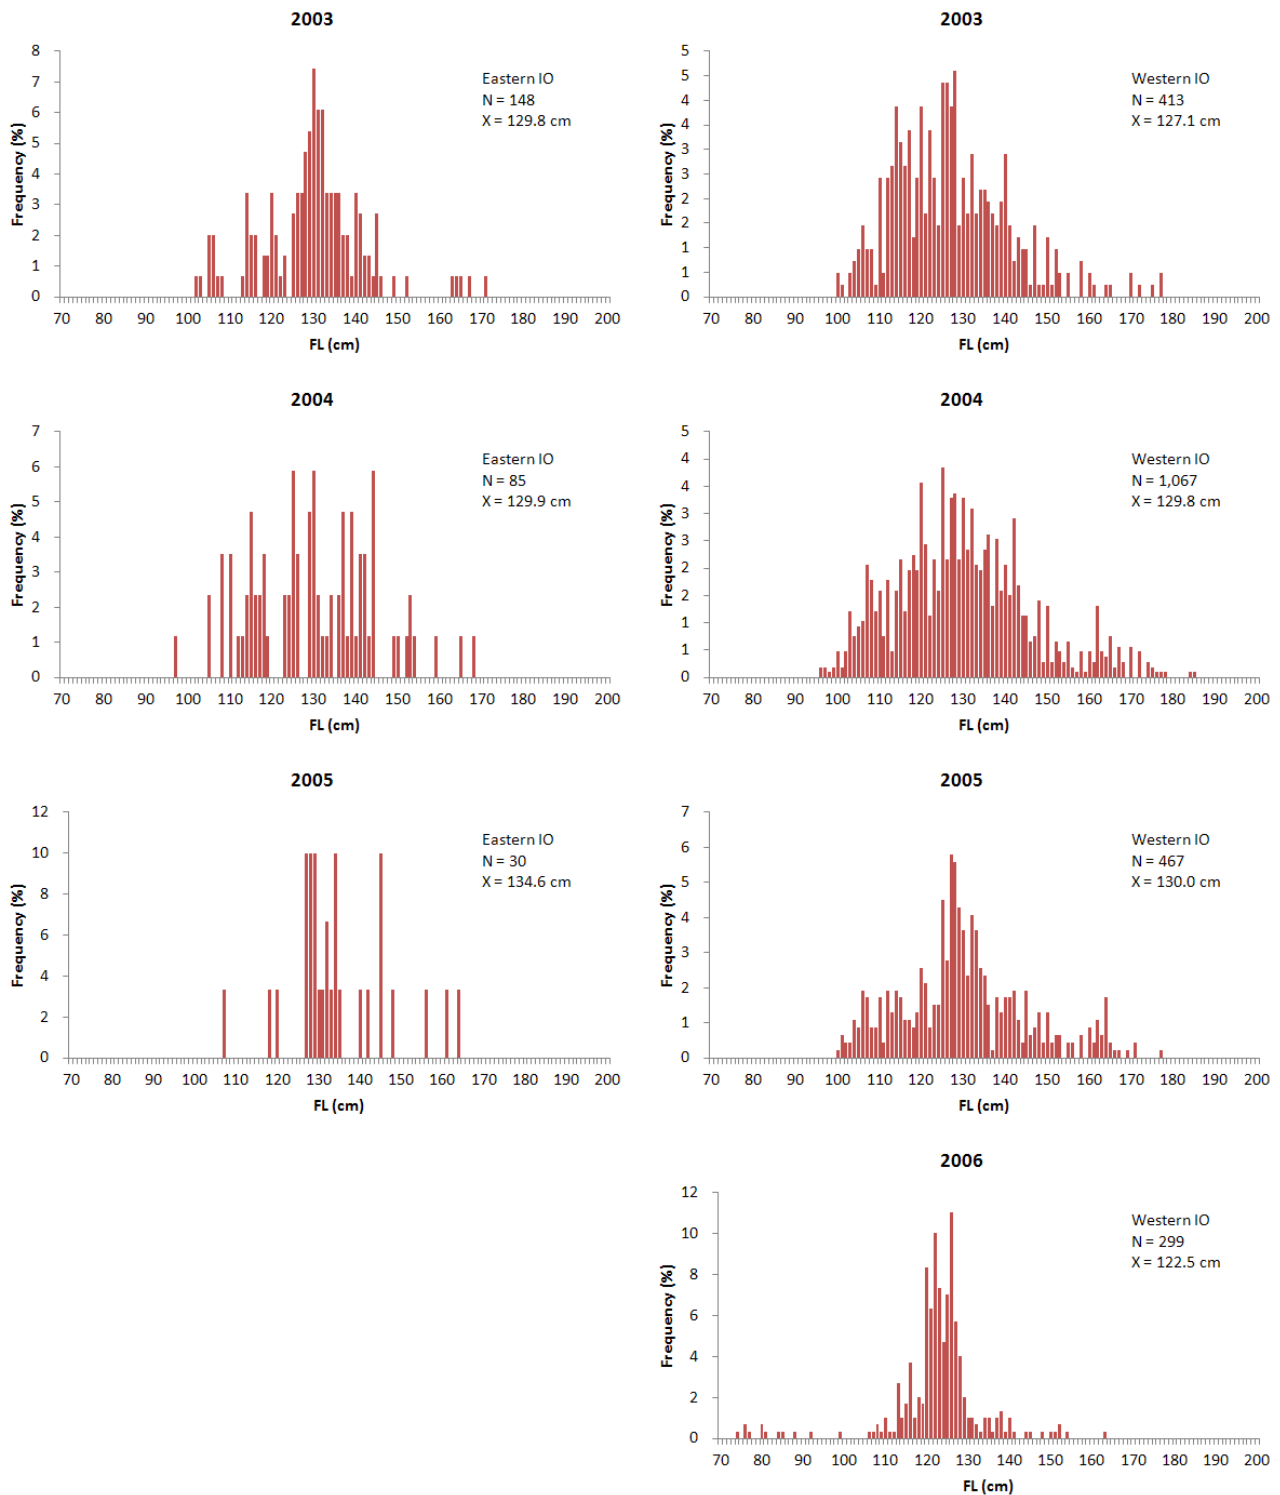 2003
8
7
6
5
4
3
2
1
0
Frequency (%)
Eastern IO
N = 148
X = 129.8 cm
70 80 90 100 110 120 130 140 150 160 170 180 190 200
FL (cm)
2003
5
5
4
4
3
3
2
2
1
1
0
Frequency (%)
Western IO
N = 413
X = 127.1 cm
70 80 90 100 110 120 130 140 150 160 170 180 190 200
FL (cm)
2004
7
6
5
4
3
2
1
0
Frequency (%)
Eastern IO
N = 85
X = 129.9 cm
70 80 90 100 110 120 130 140 150 160 170 180 190 200
FL (cm)
2004
5
4
4
3
3
2
2
1
1
0
Frequency (%)
Western IO
N = 1,067
X = 129.8 cm
70 80 90 100 110 120 130 140 150 160 170 180 190 200
FL (cm)
2005
12
10
8
6
4
2
0
Frequency (%)
Eastern IO
N = 30
X = 134.6 cm
70 80 90 100 110 120 130 140 150 160 170 180 190 200
FL (cm)
2005
7
6
5
4
3
2
1
0
Frequency (%)
Western IO
N = 467
X = 130.0 cm
70 80 90 100 110 120 130 140 150 160 170 180 190 200
FL (cm)
2006
12
10
8
6
4
2
0
Frequency (%)
Western IO
N = 299
X = 122.5 cm
70 80 90 100 110 120 130 140 150 160 170 180 190 200
FL (cm)